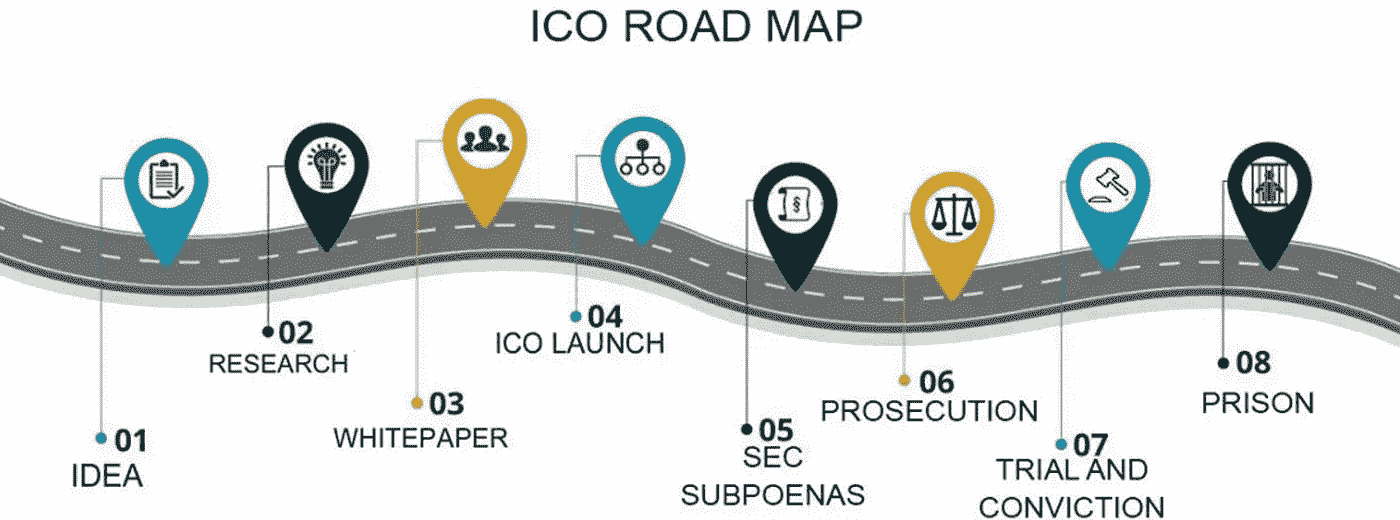 ICO ROAD MAP
01
IDEA
02
RESEARCH
03
WHITEPAPER
04
ICO LAUNCH
05
SEC
SUBPOENAS
06
PROSECUTION
07
TRIAL AND
CONVICTION
08
PRISON
§